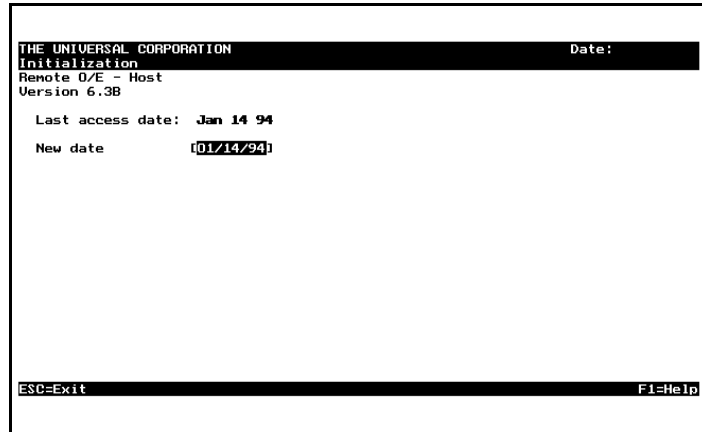 THE UNIVERSAL CORPORATION Date:
Initialization
Remote O/E - Host
Version 6.3B
Last access date: Jan 14 94
New date [01/14/94]
ESC=Exit F1=Help